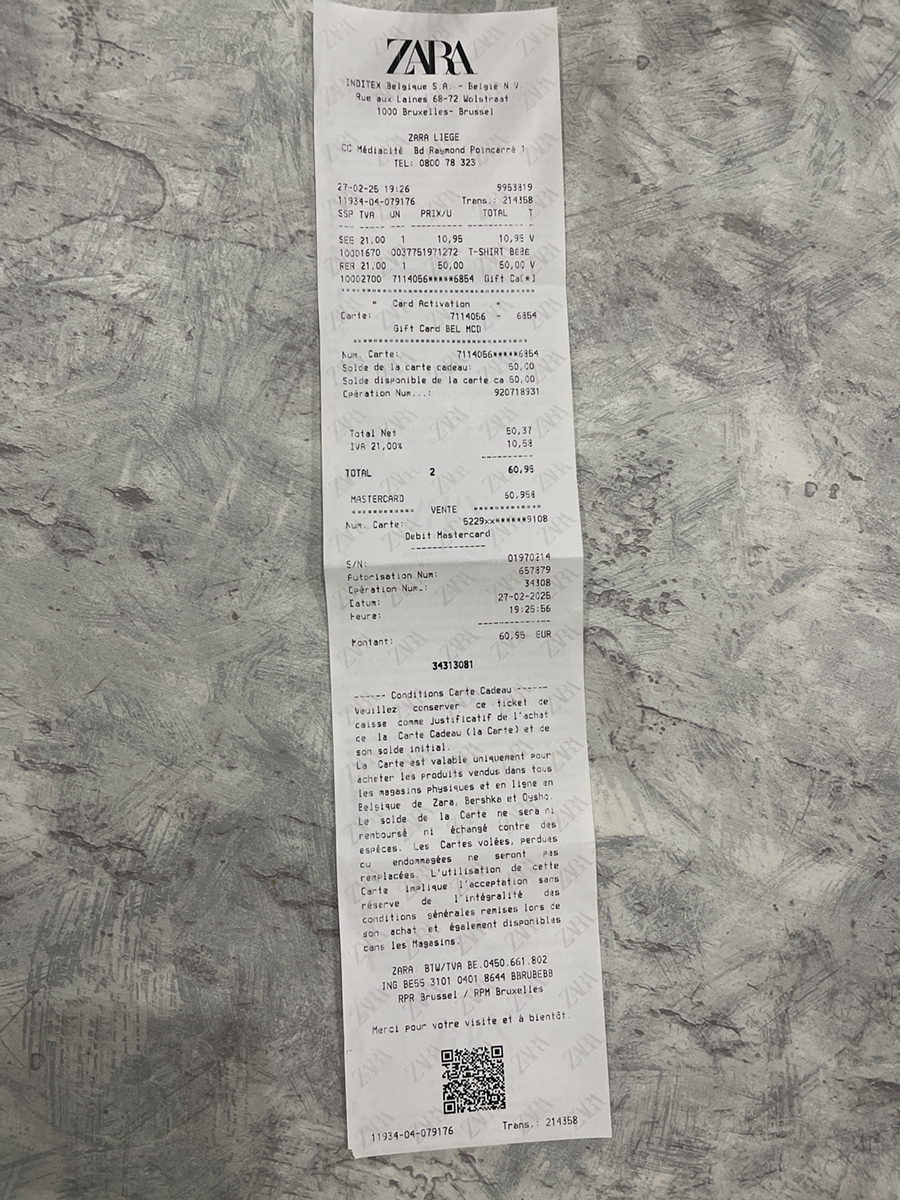 ZARA
INDITEX Belgique S.A. - België N.V
Rue aux Laines 68-72 Wolstraat
1000 Bruxelles- Brussel
ZARA LIEGE
CC Médiacité Bd Raymond Poincarré 1
TEL: 0800 78 323
27-02-25 19:26 9953819
11934-04-079176 Trans.: 214358
SSP TVA UN PRIX/U TOTAL T
SEE 21,00 1 10,95 10,95 V
10001670 0037751971272 T-SHIRT BéBé
RER 21,00 1 50,00 50,00 V
10002700 7114056*****6854 Gift Ca[*]
* Card Activation *
Carte: 7114056 - 6854
Gift Card BEL MCD
Num. Carte: 7114056*****6854
Solde de la carte cadeau: 50,00
Solde disponible de la carte ca 50,00
Opération Num...: 920718931
Total Net 50,37
IVA 21,00% 10,58
TOTAL 2 60,95
MASTERCARD 60,95€
VENTE
Num. Carte: 5229xx******9108
Debit Mastercard
S/N: 01970214
Autorisation Num: 657879
Opération Num.: 34308
Datum: 27-02-2025
Heure: 19:25:56
Montant: 60,95 EUR
34313081
------ Conditions Carte Cadeau ------
Veuillez conserver ce ticket de
caisse comme justificatif de l'achat
de la Carte Cadeau (la Carte) et de
son solde initial.
La Carte est valable uniquement pour
acheter les produits vendus dans tous
les magasins physiques et en ligne en
Belgique de Zara, Bershka et Oysho.
Le solde de la Carte ne sera ni
remboursé ni échangé contre des
espèces. Les Cartes volées, perdues
ou endommagées ne seront pas
remplacées. L'utilisation de cette
Carte implique l'acceptation sans
réserve de l'intégralité des
conditions générales remises lors de
son achat et également disponibles
dans les Magasins.
ZARA: BTW/TVA BE.0450.661.802
ING BE55 3101 0401 8644 BBRUBEBB
RPR Brussel / RPM Bruxelles
Merci pour votre visite et à bientôt.
11934-04-079176 Trans.: 214358